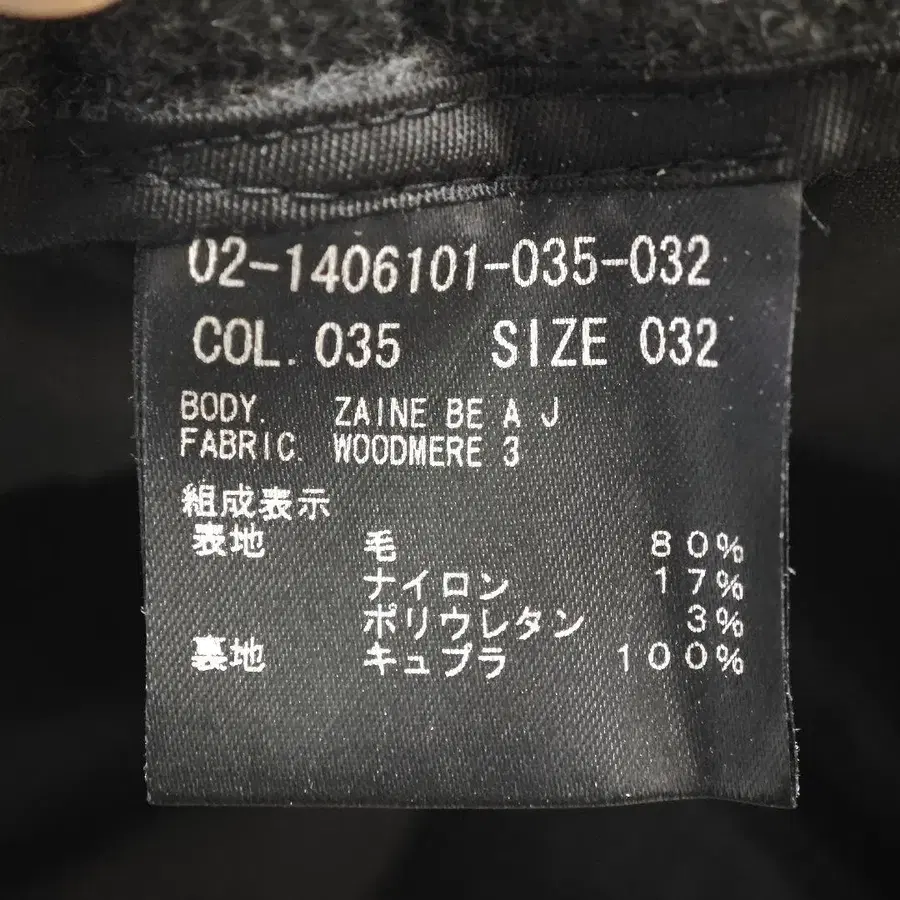 02-1406101-035-032
COL. 035 SIZE 032
BODY. ZAINE BE A J
FABRIC. WOODMERE 3
組成表示
表地 毛 80%
ナイロン 17%
ポリウレタン 3%
裏地 キュプラ 100%